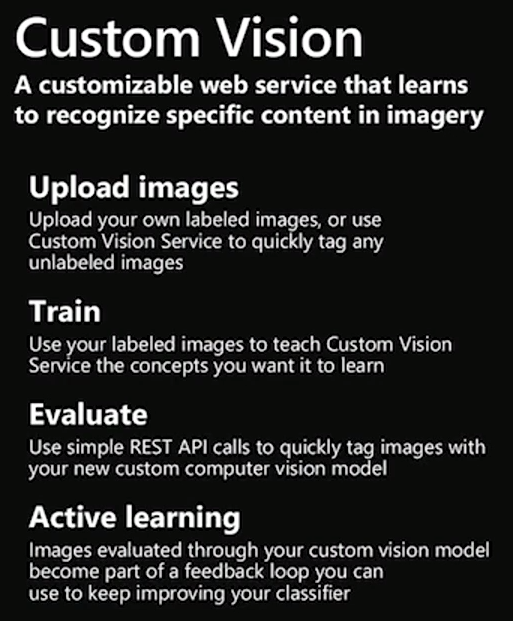 Custom Vision
A customizable web service that learns
to recognize specific content in imagery
Upload images
Upload your own labeled images, or use
Custom Vision Service to quickly tag any
unlabeled images
Train
Use your labeled images to teach Custom Vision
Service the concepts you want it to learn
Evaluate
Use simple REST API calls to quickly tag images with
your new custom computer vision model
Active learning
Images evaluated through your custom vision model
become part of a feedback loop you can
use to keep improving your classifier